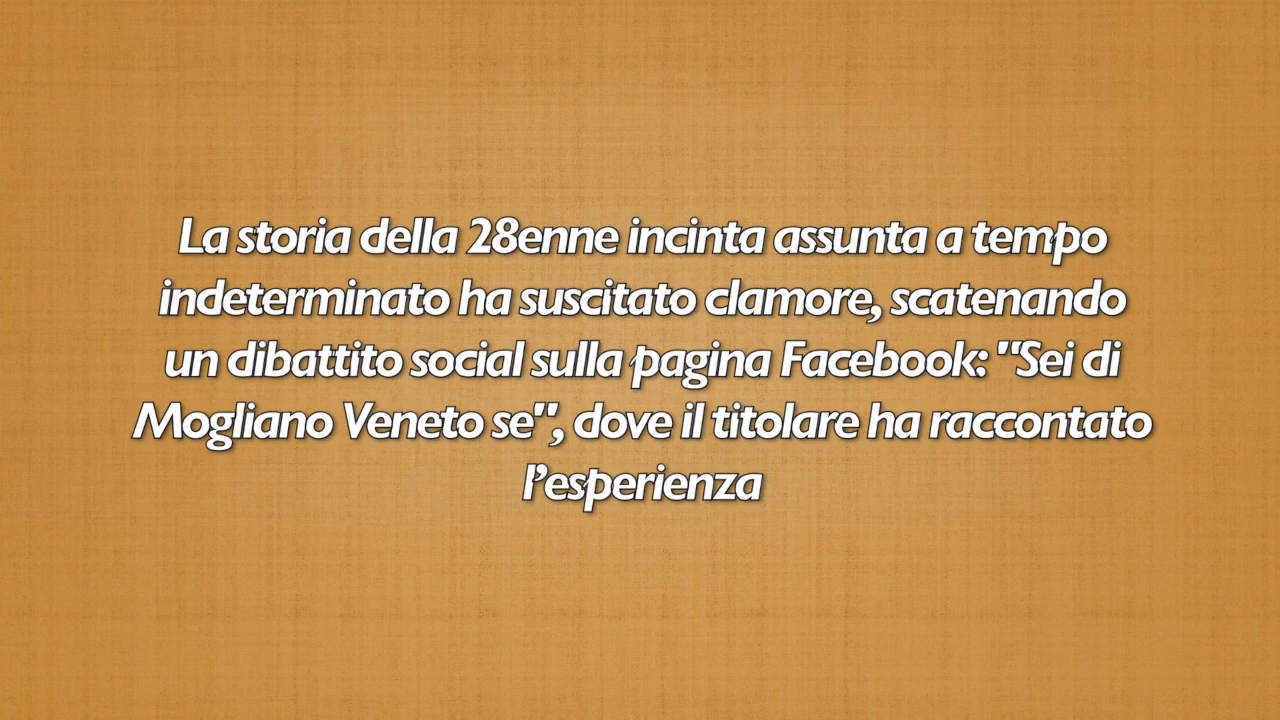 La storia della 28enne incinta assunta a tempo
indeterminato ha suscitato clamore, scatenando
un dibattito social sulla pagina Facebook: "Sei di
Mogliano Veneto se", dove il titolare ha raccontato
l’esperienza